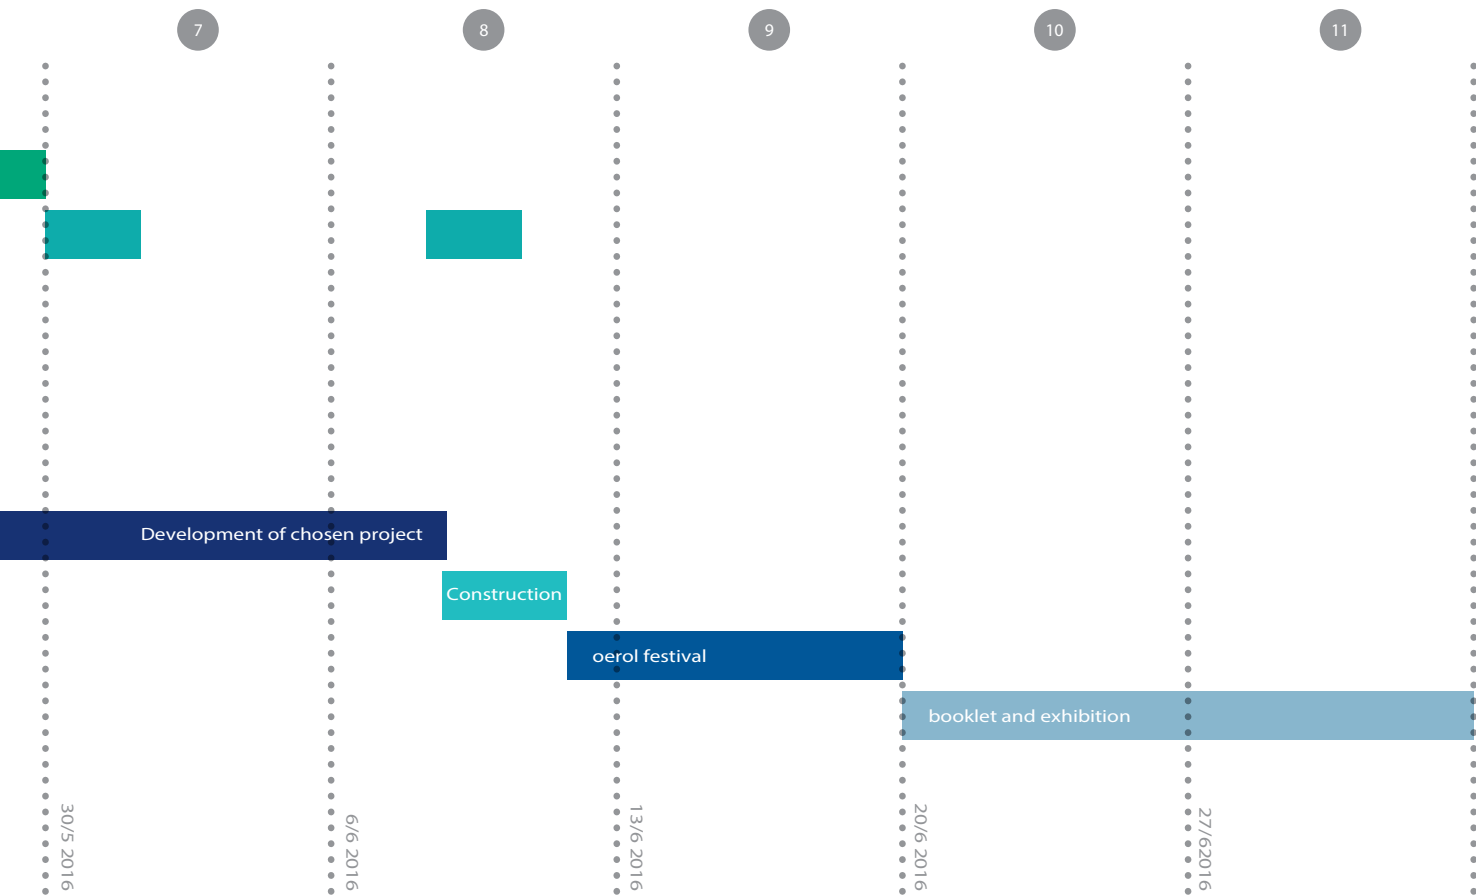 7
8
9
10
11
Development of chosen project
Construction
oerol festival
booklet and exhibition
30/5 2016
6/6 2016
13/6 2016
20/6 2016
27/62016